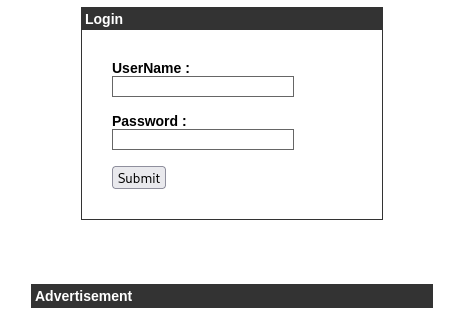 Login
UserName :
Password :
Submit
Advertisement